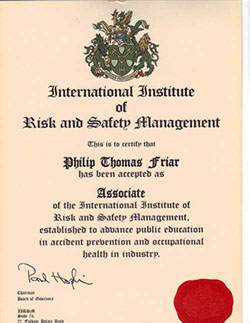 International Institute
of
Risk and Safety Management
This is to certify that
Philip Thomas Friar
has been accepted as
Associate
of the International Institute of
Risk and Safety Management,
established to advance public education
in accident prevention and occupational
health in industry.
Chairman
Board of Governors
IIRSM